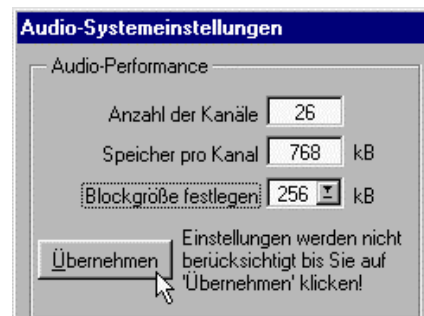 Audio-Systemeinstellungen
Audio-Performance
Anzahl der Kanäle 26
Speicher pro Kanal 768 kB
Blockgröße festlegen 256 kB
Einstellungen werden nicht
Übernehmen berücksichtigt bis Sie auf
'Übernehmen' klicken!